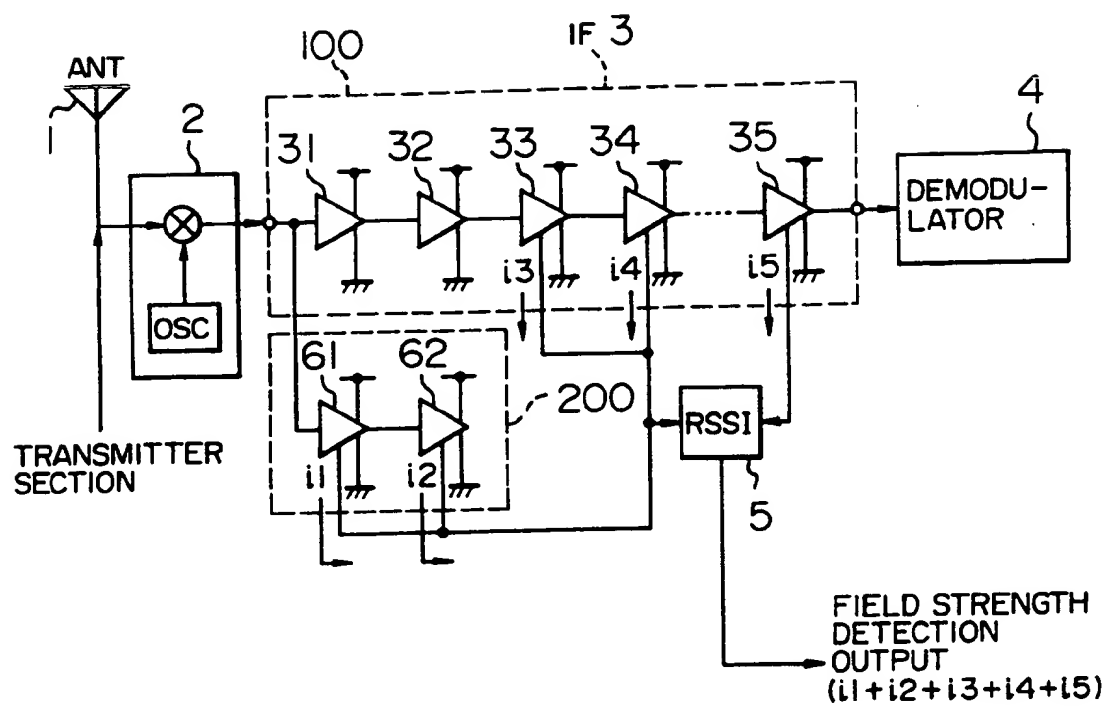 ANT
1
2
OSC
TRANSMITTER
SECTION
100
IF 3
31
32
33
34
35
i3
i4
i5
4
DEMODU-
LATOR
61
62
200
i1
i2
RSSI
5
FIELD STRENGTH
DETECTION
OUTPUT
(i1+i2+i3+i4+i5)